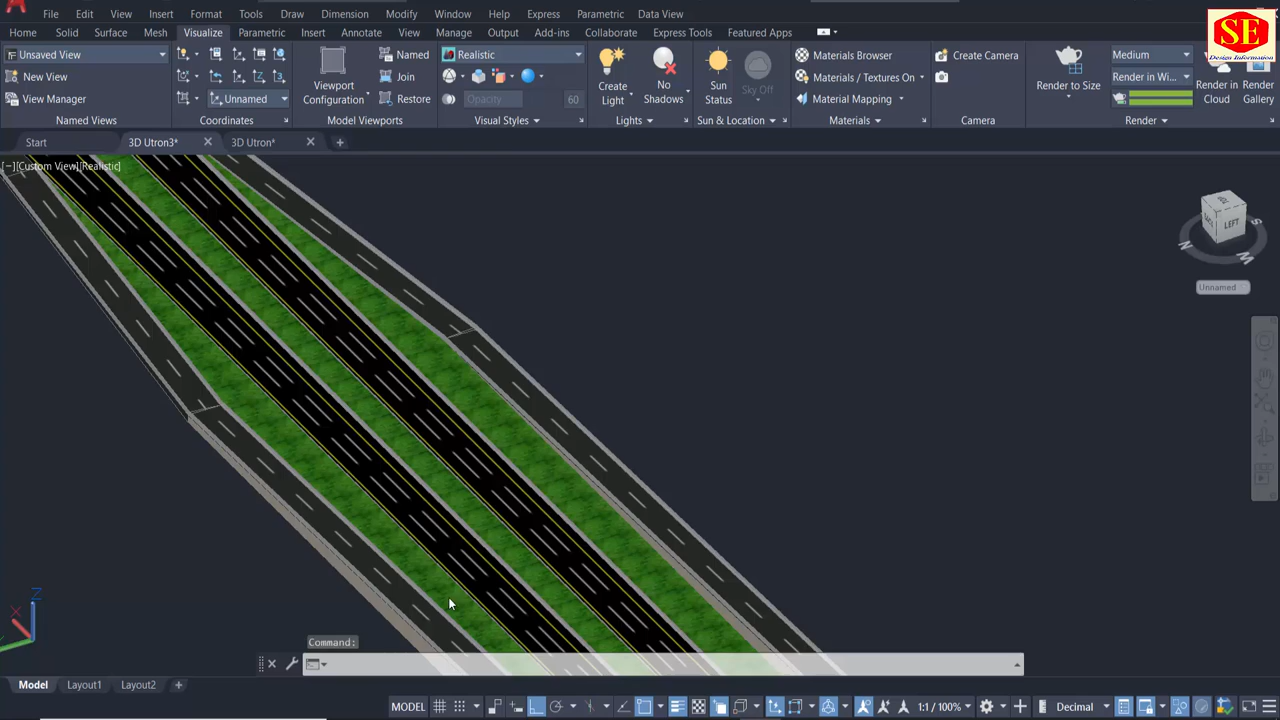 File Edit View Insert Format Tools Draw Dimension Modify Window Help Express Parametric Data View
Home Solid Surface Mesh Visualize Parametric Insert Annotate View Manage Output Add-ins Collaborate Express Tools Featured Apps
SE
Design Information
Unsaved View
New View
View Manager
Named Views
Unnamed
Coordinates
Viewport
Configuration
Named
Join
Restore
Model Viewports
Realistic
Opacity 60
Visual Styles
Create
Light
No
Shadows
Lights
Sun
Status
Sky Off
Sun & Location
Materials Browser
Materials / Textures On
Material Mapping
Materials
Create Camera
Camera
Render to Size
Medium
Render in Wi...
Render in
Cloud
Render
Gallery
Render
Start 3D Utron3* 3D Utron*
[−][Custom View][Realistic]
LEFT
N
S
Unnamed
Z
X
Command:
Model Layout1 Layout2
MODEL 1:1 / 100% Decimal